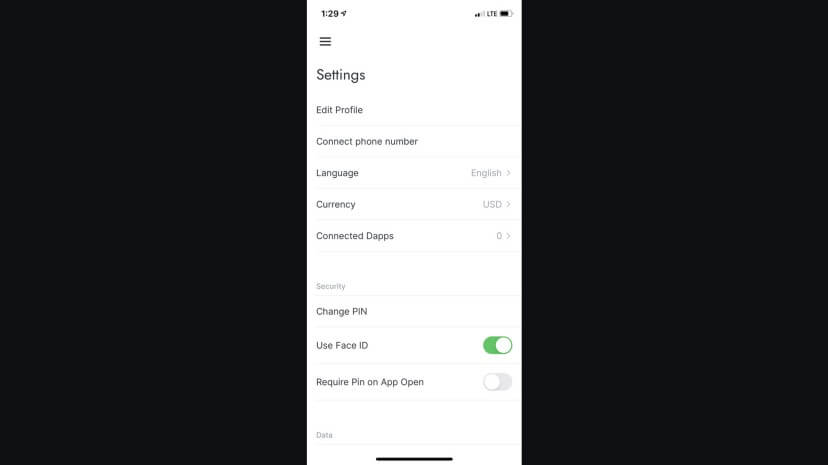 1:29
LTE
Settings
Edit Profile
Connect phone number
Language English
Currency USD
Connected Dapps 0
Security
Change PIN
Use Face ID
Require Pin on App Open
Data